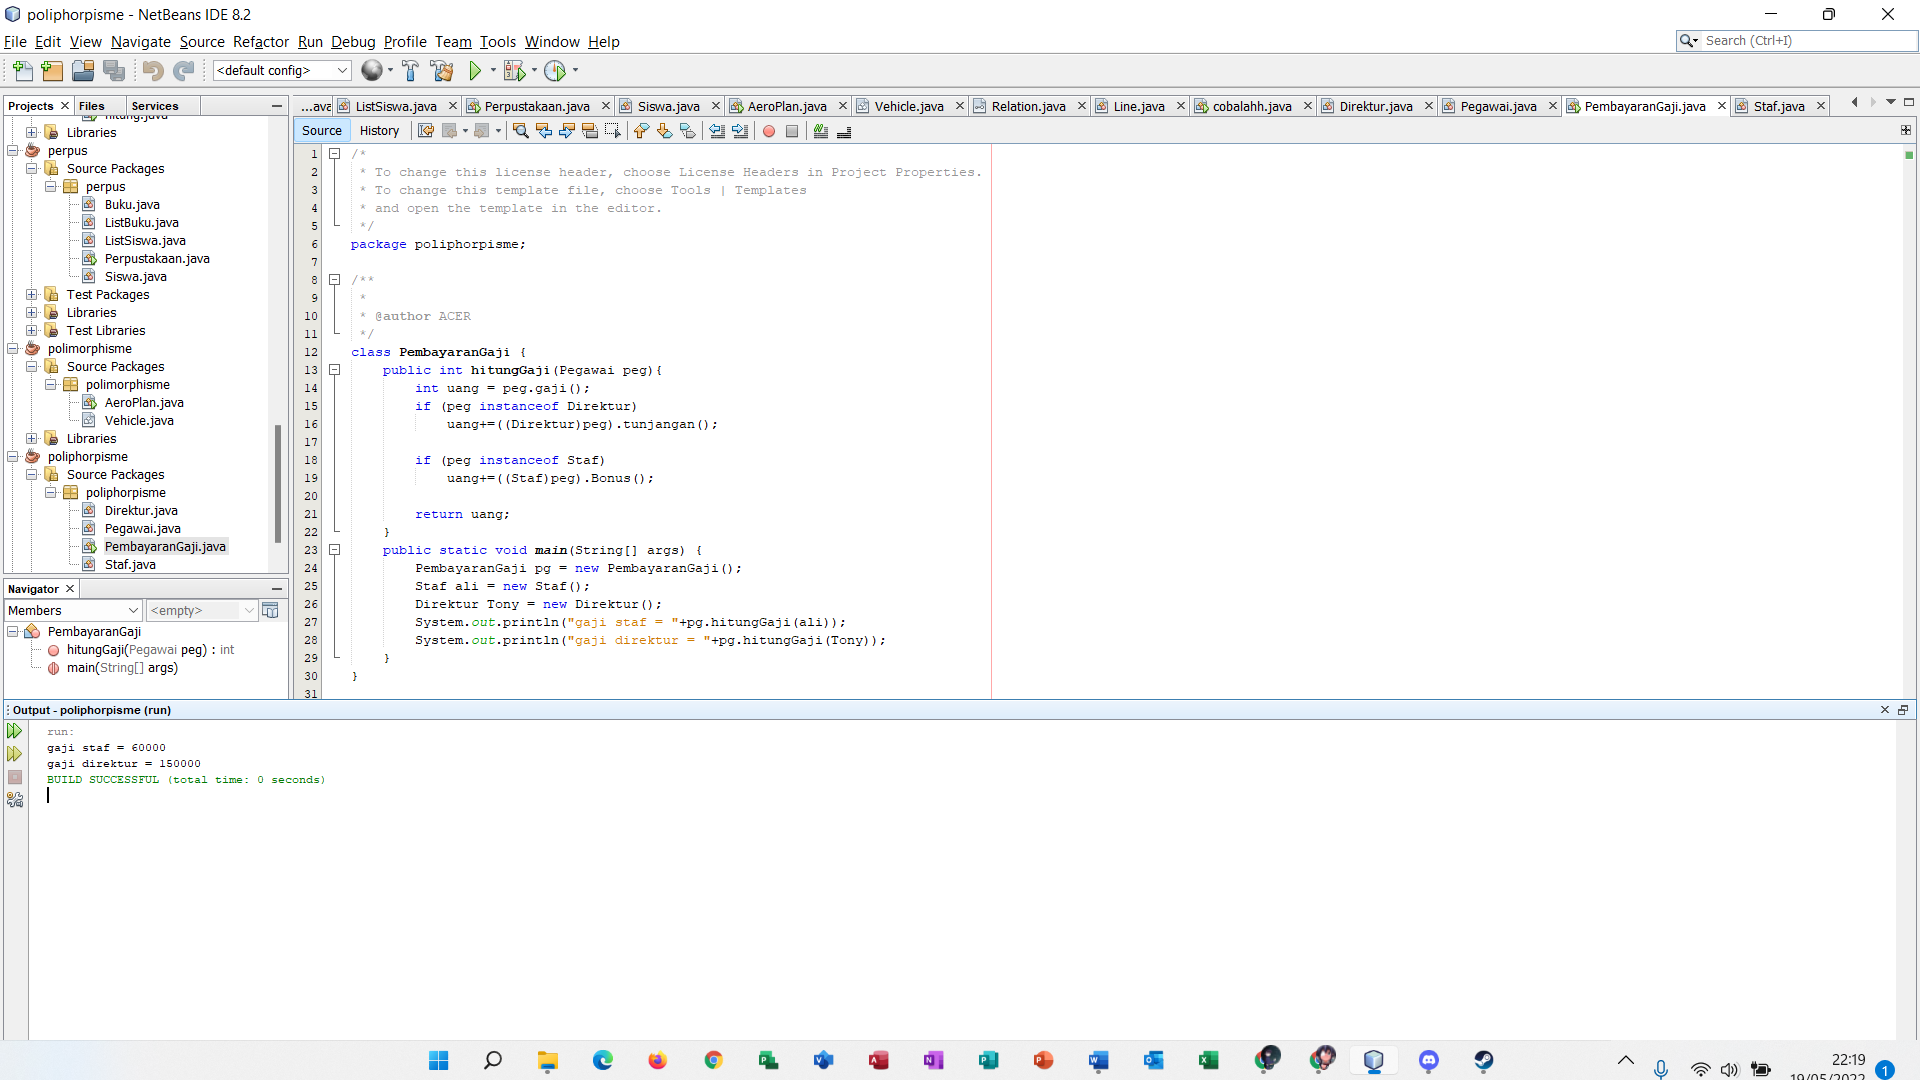 poliphorpisme - NetBeans IDE 8.2
File Edit View Navigate Source Refactor Run Debug Profile Team Tools Window Help
Search (Ctrl+I)
<default config>
Projects Files Services
...ava ListSiswa.java Perpustakaan.java Siswa.java AeroPlan.java Vehicle.java Relation.java Line.java cobalahh.java Direktur.java Pegawai.java PembayaranGaji.java Staf.java
Source History
hitung.java
Libraries
perpus
Source Packages
perpus
Buku.java
ListBuku.java
ListSiswa.java
Perpustakaan.java
Siswa.java
Test Packages
Libraries
Test Libraries
polimorphisme
Source Packages
polimorphisme
AeroPlan.java
Vehicle.java
Libraries
poliphorpisme
Source Packages
poliphorpisme
Direktur.java
Pegawai.java
PembayaranGaji.java
Staf.java
Navigator
Members <empty>
PembayaranGaji
hitungGaji(Pegawai peg) : int
main(String[] args)
1 /*
2 * To change this license header, choose License Headers in Project Properties.
3 * To change this template file, choose Tools | Templates
4 * and open the template in the editor.
5 */
6 package poliphorpisme;
7
8 /**
9 *
10 * @author ACER
11 */
12 class PembayaranGaji {
13 public int hitungGaji(Pegawai peg){
14 int uang = peg.gaji();
15 if (peg instanceof Direktur)
16 uang+=((Direktur)peg).tunjangan();
17
18 if (peg instanceof Staf)
19 uang+=((Staf)peg).Bonus();
20
21 return uang;
22 }
23 public static void main(String[] args) {
24 PembayaranGaji pg = new PembayaranGaji();
25 Staf ali = new Staf();
26 Direktur Tony = new Direktur();
27 System.out.println("gaji staf = "+pg.hitungGaji(ali));
28 System.out.println("gaji direktur = "+pg.hitungGaji(Tony));
29 }
30 }
31
Output - poliphorpisme (run)
run:
gaji staf = 60000
gaji direktur = 150000
BUILD SUCCESSFUL (total time: 0 seconds)
22:19
19/05/2022
1